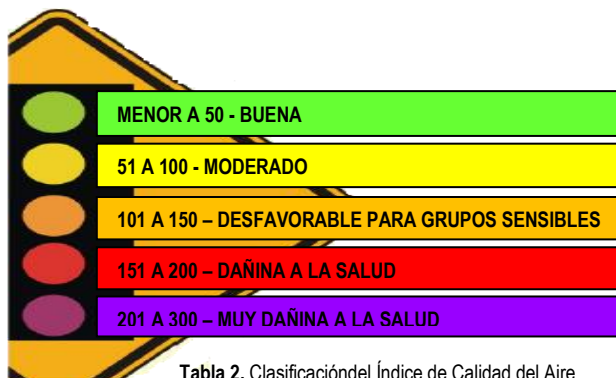 MENOR A 50 - BUENA
51 A 100 - MODERADO
101 A 150 – DESFAVORABLE PARA GRUPOS SENSIBLES
151 A 200 – DAÑINA A LA SALUD
201 A 300 – MUY DAÑINA A LA SALUD
Tabla 2. Clasificacióndel Índice de Calidad del Aire